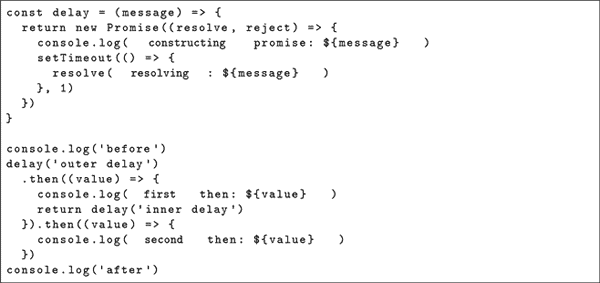 const delay = (message) => {
  return new Promise((resolve, reject) => {
    console.log(  constructing   promise: ${message}   )
    setTimeout(() => {
      resolve(  resolving  : ${message}   )
    }, 1)
  })
}

console.log('before')
delay('outer delay')
  .then((value) => {
    console.log(  first   then: ${value}   )
    return delay('inner delay')
  }).then((value) => {
    console.log(  second   then: ${value}   )
  })
console.log('after')